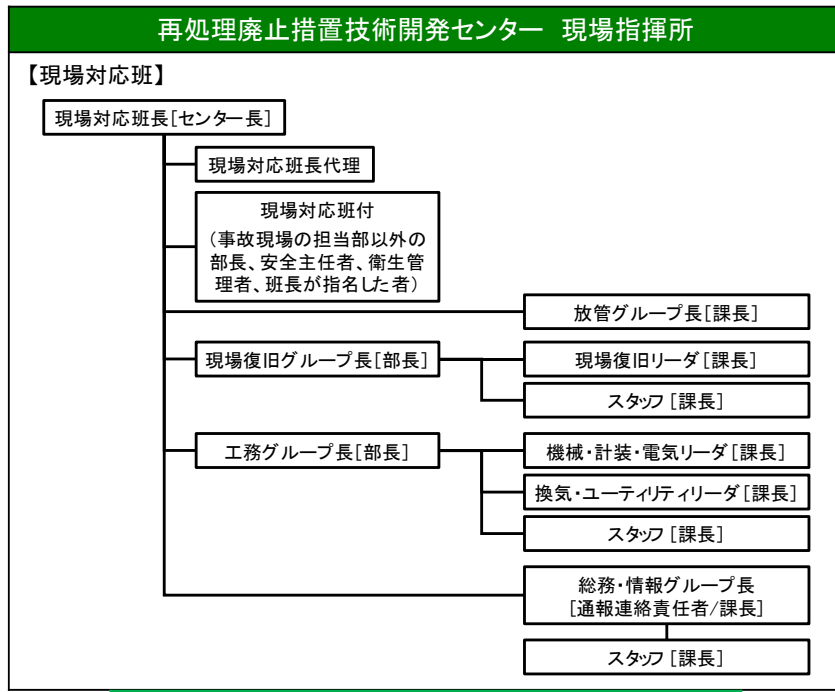 再処理廃止措置技術開発センター 現場指揮所
【現場対応班】
現場対応班長[センター長]
現場対応班長代理
現場対応班付
（事故現場の担当部以外の
部長、安全主任者、衛生管
理者、班長が指名した者）
放管グループ長[課長]
現場復旧グループ長[部長]
現場復旧リーダ[課長]
スタッフ[課長]
工務グループ長[部長]
機械・計装・電気リーダ[課長]
換気・ユーティリティリーダ[課長]
スタッフ[課長]
総務・情報グループ長
[通報連絡責任者/課長]
スタッフ[課長]